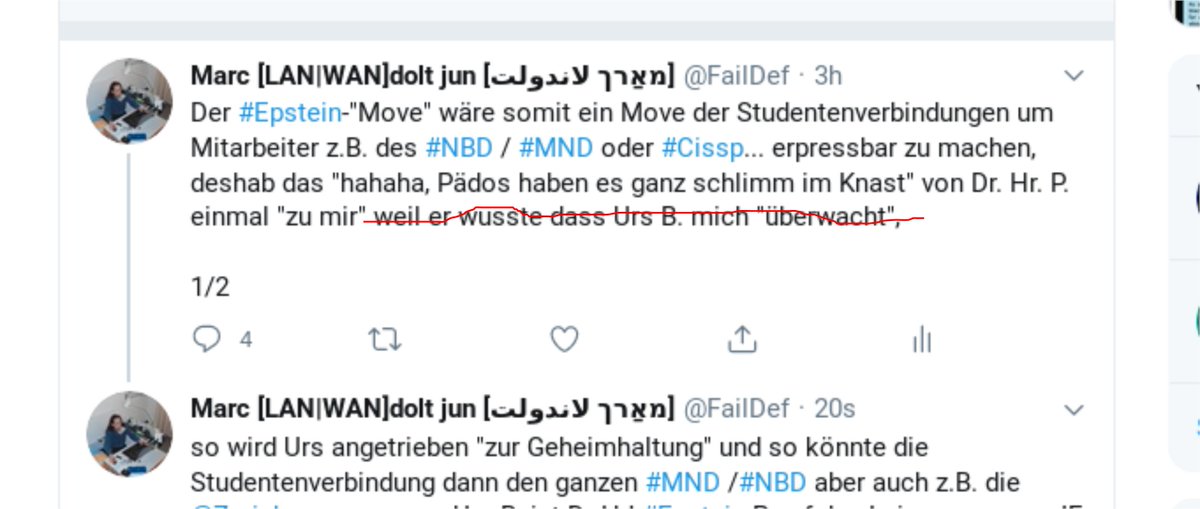 Marc [LAN|WAN]dolt jun [מאַרך لاندولت] @FailDef · 3h
Der #Epstein-"Move" wäre somit ein Move der Studentenverbindungen um
Mitarbeiter z.B. des #NBD / #MND oder #Cissp... erpressbar zu machen,
deshab das "hahaha, Pädos haben es ganz schlimm im Knast" von Dr. Hr. P.
einmal "zu mir" weil er wusste dass Urs B. mich "überwacht",
1/2
4
Marc [LAN|WAN]dolt jun [מאַרך لاندولت] @FailDef · 20s
so wird Urs angetrieben "zur Geheimhaltung" und so könnte die
Studentenverbindung dann den ganzen #MND /#NBD aber auch z.B. die